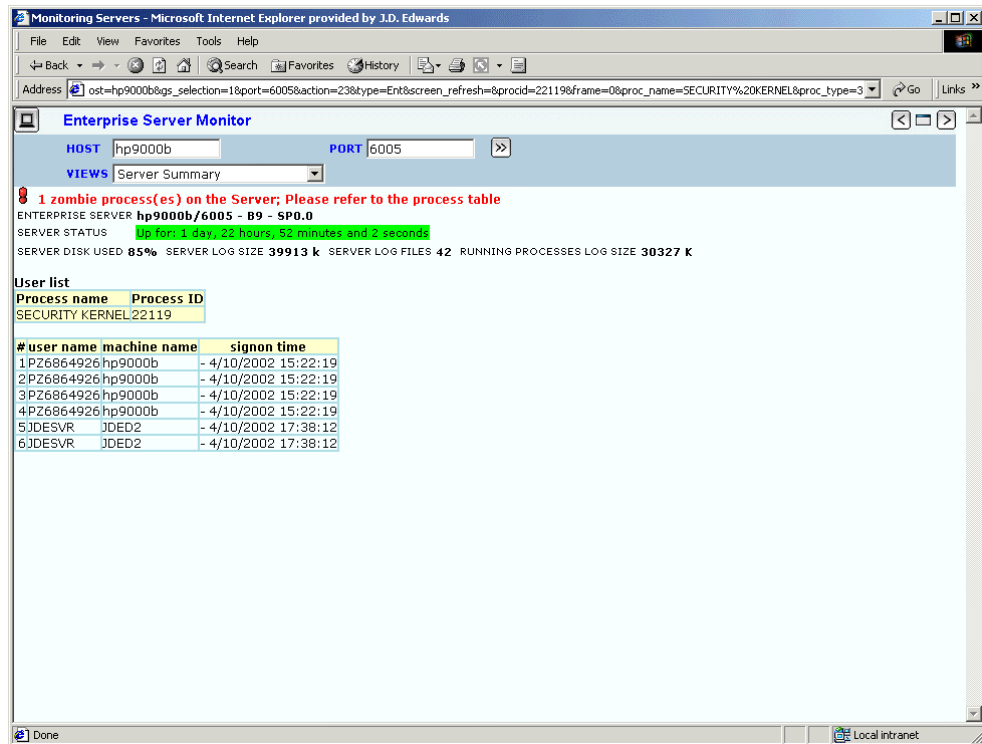 Monitoring Servers - Microsoft Internet Explorer provided by J.D. Edwards
File Edit View Favorites Tools Help
Back Search Favorites History
Address ost=hp9000b&gs_selection=1&port=6005&action=23&type=Ent&screen_refresh=&procid=22119&frame=0&proc_name=SECURITY%20KERNEL&proc_type=3 Go Links »
Enterprise Server Monitor
HOST hp9000b PORT 6005 >>
VIEWS Server Summary
1 zombie process(es) on the Server; Please refer to the process table
ENTERPRISE SERVER hp9000b/6005 - B9 - SP0.0
SERVER STATUS Up for: 1 day, 22 hours, 52 minutes and 2 seconds
SERVER DISK USED 85% SERVER LOG SIZE 39913 k SERVER LOG FILES 42 RUNNING PROCESSES LOG SIZE 30327 K
User list
Process name Process ID
SECURITY KERNEL 22119
# user name machine name signon time
1 PZ6864926 hp9000b - 4/10/2002 15:22:19
2 PZ6864926 hp9000b - 4/10/2002 15:22:19
3 PZ6864926 hp9000b - 4/10/2002 15:22:19
4 PZ6864926 hp9000b - 4/10/2002 15:22:19
5 JDESVR JDED2 - 4/10/2002 17:38:12
6 JDESVR JDED2 - 4/10/2002 17:38:12
Done Local intranet